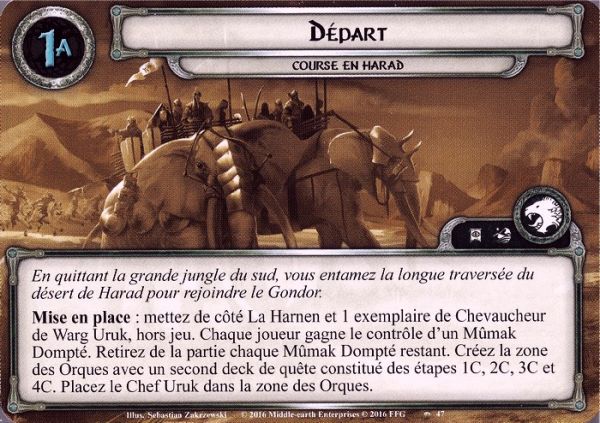 1A
Départ
Course en Harad
En quittant la grande jungle du sud, vous entamez la longue traversée du
désert de Harad pour rejoindre le Gondor.
Mise en place : mettez de côté La Harnen et 1 exemplaire de Chevaucheur
de Warg Uruk, hors jeu. Chaque joueur gagne le contrôle d'un Mûmak
Dompté. Retirez de la partie chaque Mûmak Dompté restant. Créez la zone
des Orques avec un second deck de quête constitué des étapes 1C, 2C, 3C et
4C. Placez le Chef Uruk dans la zone des Orques.
Illus. Sebastian Zakrzewski © 2016 Middle-earth Enterprises © 2016 FFG 47